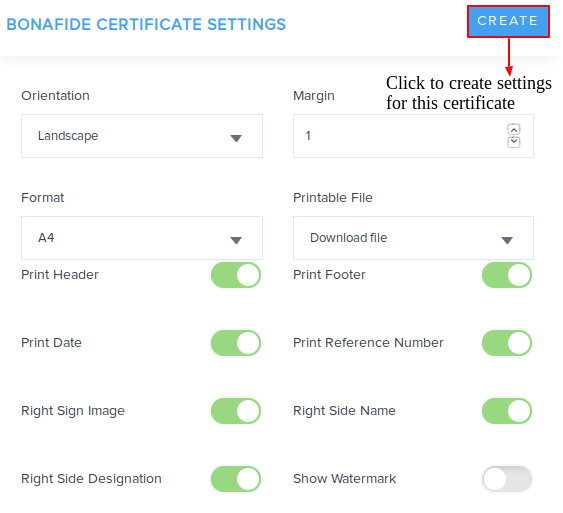 BONAFIDE CERTIFICATE SETTINGS
CREATE
Click to create settings
for this certificate
Orientation
Margin
Landscape
1
Format
Printable File
A4
Download file
Print Header
Print Footer
Print Date
Print Reference Number
Right Sign Image
Right Side Name
Right Side Designation
Show Watermark